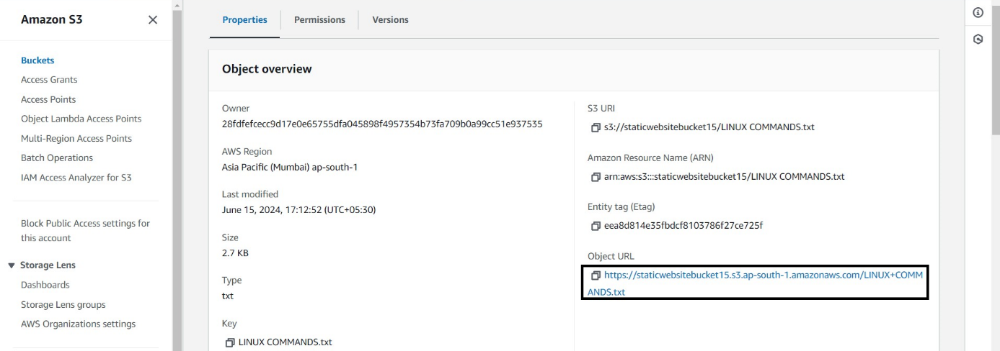 Amazon S3
Buckets
Access Grants
Access Points
Object Lambda Access Points
Multi-Region Access Points
Batch Operations
IAM Access Analyzer for S3
Block Public Access settings for
this account
Storage Lens
Dashboards
Storage Lens groups
AWS Organizations settings
Properties
Permissions
Versions
Object overview
Owner
28fdfefcecc9d17e0e65755dfa045898f4957354b73fa709b0a99cc51e937535
AWS Region
Asia Pacific (Mumbai) ap-south-1
Last modified
June 15, 2024, 17:12:52 (UTC+05:30)
Size
2.7 KB
Type
txt
Key
LINUX COMMANDS.txt
S3 URI
s3://staticwebsitebucket15/LINUX COMMANDS.txt
Amazon Resource Name (ARN)
arn:aws:s3:::staticwebsitebucket15/LINUX COMMANDS.txt
Entity tag (Etag)
eea8d814e35fbdcf8103786f27ce725f
Object URL
https://staticwebsitebucket15.s3.ap-south-1.amazonaws.com/LINUX+COMM
ANDS.txt